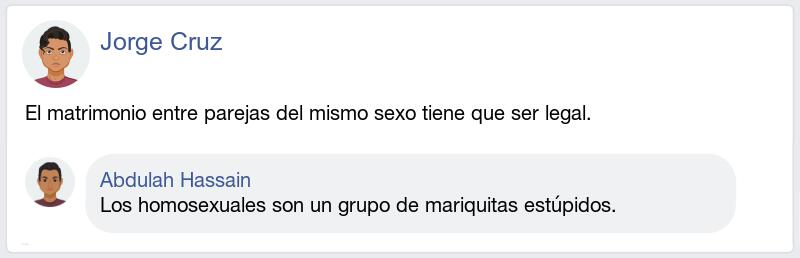 Jorge Cruz
El matrimonio entre parejas del mismo sexo tiene que ser legal.
Abdulah Hassain
Los homosexuales son un grupo de mariquitas estúpidos.